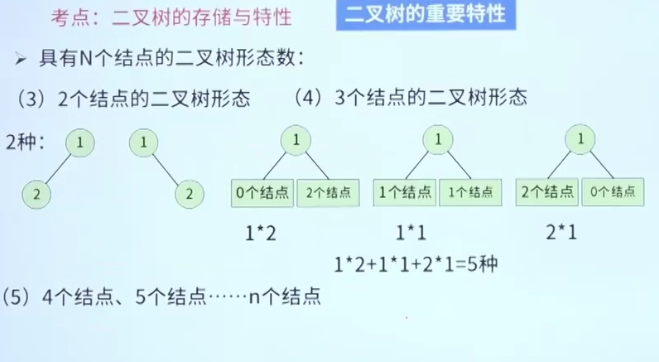 考点：二叉树的存储与特性
二叉树的重要特性
➢ 具有N个结点的二叉树形态数：
（3）2个结点的二叉树形态 （4）3个结点的二叉树形态
2种： 1 1 1 1 1
2 2 0个结点 2个结点 1个结点 1个结点 2个结点 0个结点
1*2 1*1 2*1
1*2+1*1+2*1=5种
（5）4个结点、5个结点……n个结点